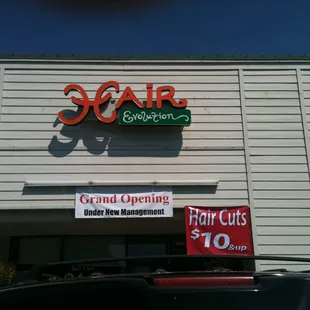 Hair
Evolution
Grand Opening
Under New Management
Hair Cuts
$10 &up